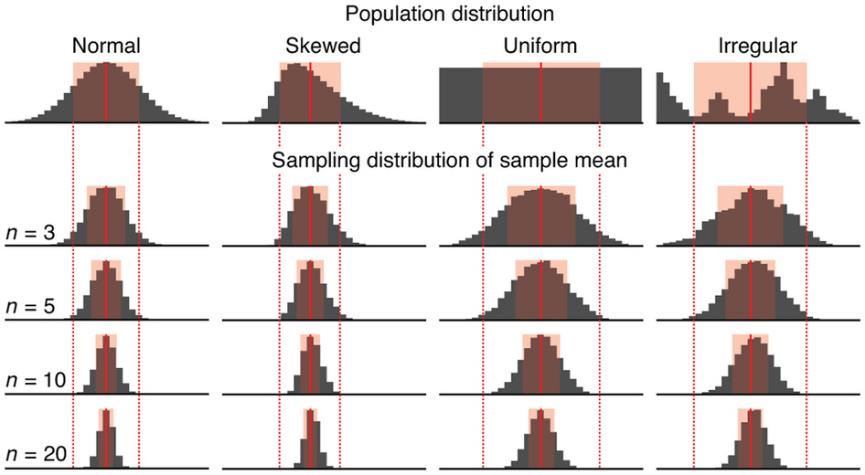 Population distribution
Normal Skewed Uniform Irregular
Sampling distribution of sample mean
n = 3
n = 5
n = 10
n = 20